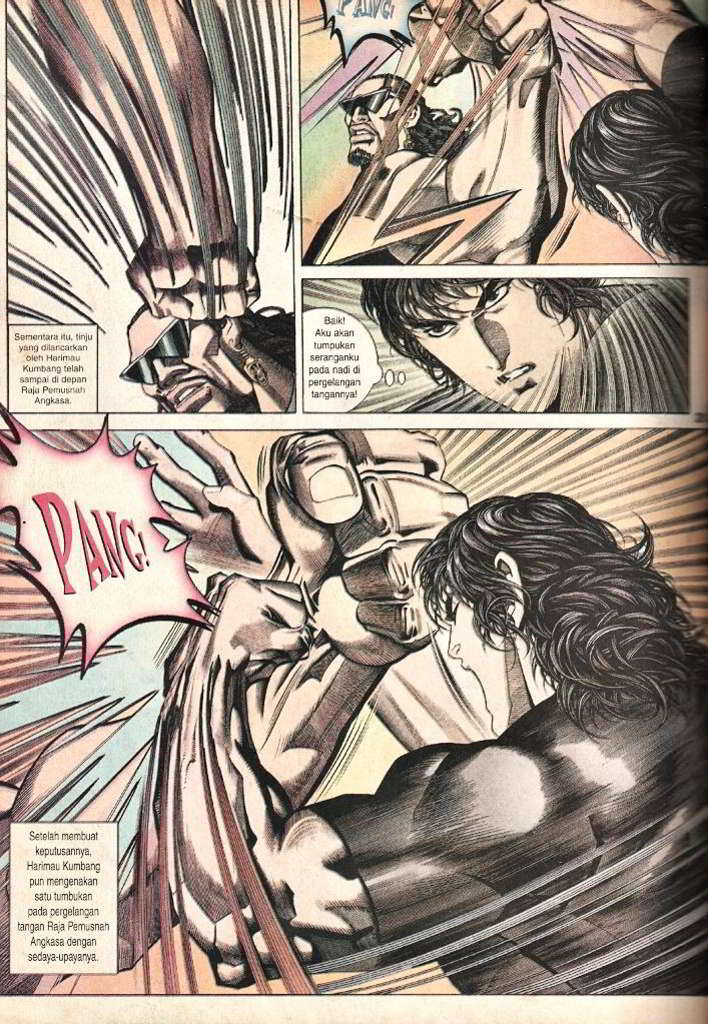 Sementara itu, tinju
yang dilancarkan
oleh Harimau
Kumbang telah
sampai di depan
Raja Pemusnah
Angkasa.
PANG!
Baik!
Aku akan
tumpukan
seranganku
pada nadi di
pergelangan
tangannya!
PANG!
Setelah membuat
keputusannya,
Harimau Kumbang
pun mengenakan
satu tumbukan
pada pergelangan
tangan Raja Pemusnah
Angkasa dengan
sedaya-upayanya.